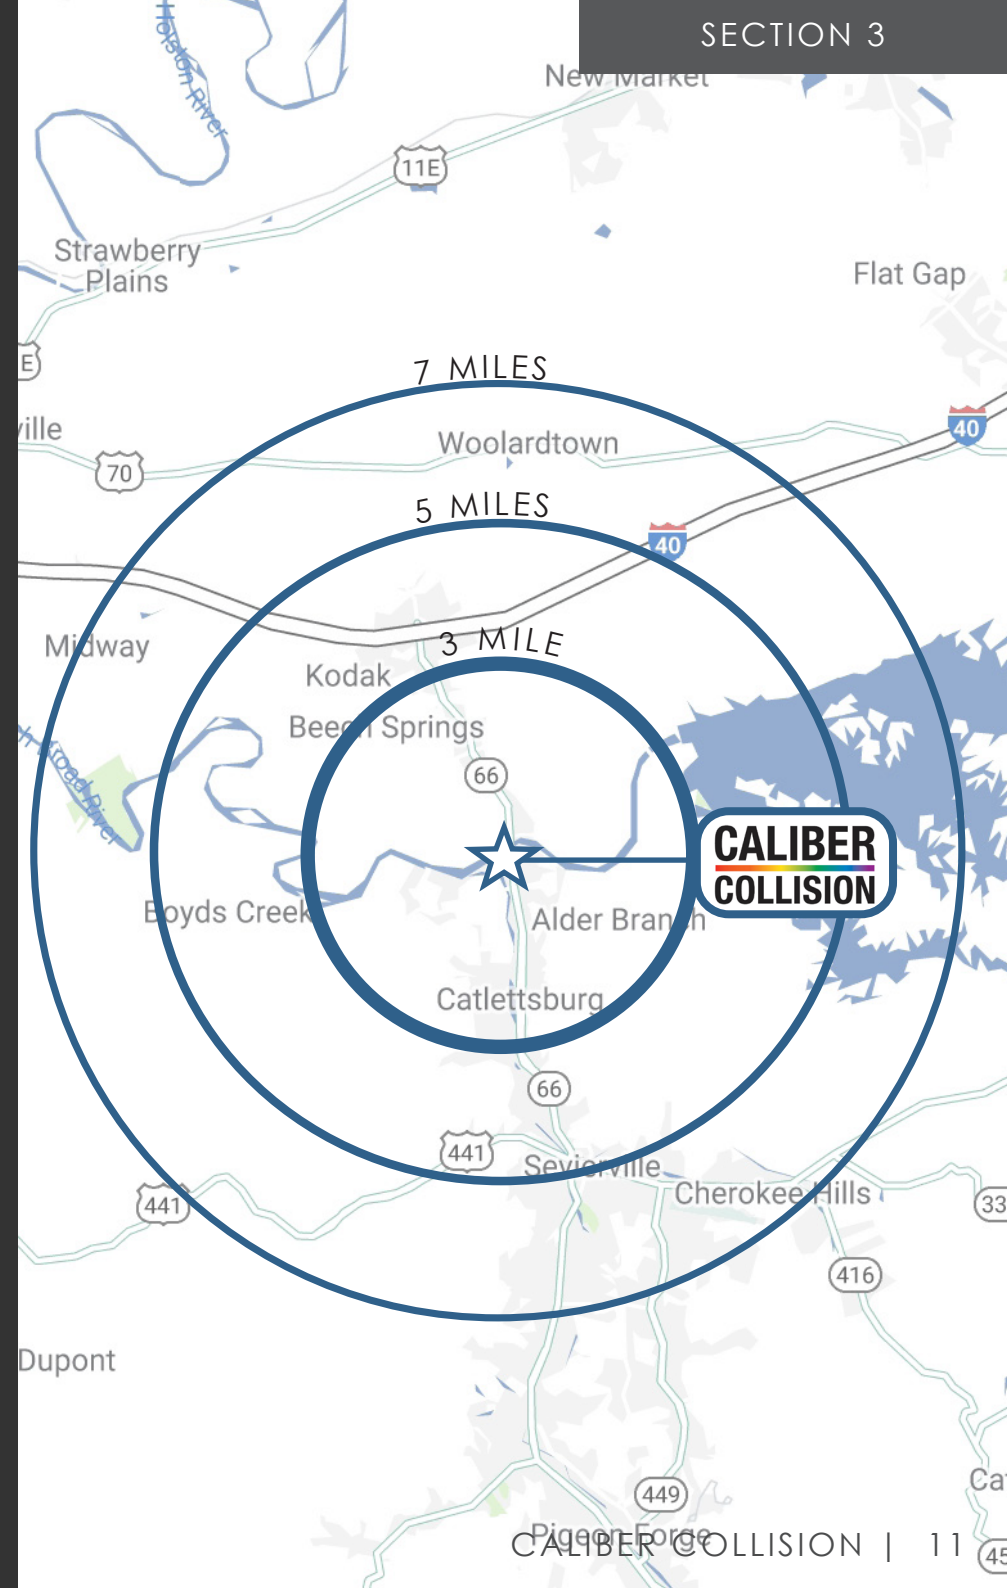 SECTION 3
Holston River
New Market
11E
Strawberry
Plains
Flat Gap
E
7 MILES
40
ville
Woolardtown
70
5 MILES
40
3 MILE
Midway
Kodak
Beech Springs
66
CALIBER
COLLISION
Boyds Creek
Alder Branch
Catlettsburg
66
441
Sevierville
Cherokee Hills
441
33
416
Dupont
449
Pigeon Forge
CALIBER COLLISION | 11